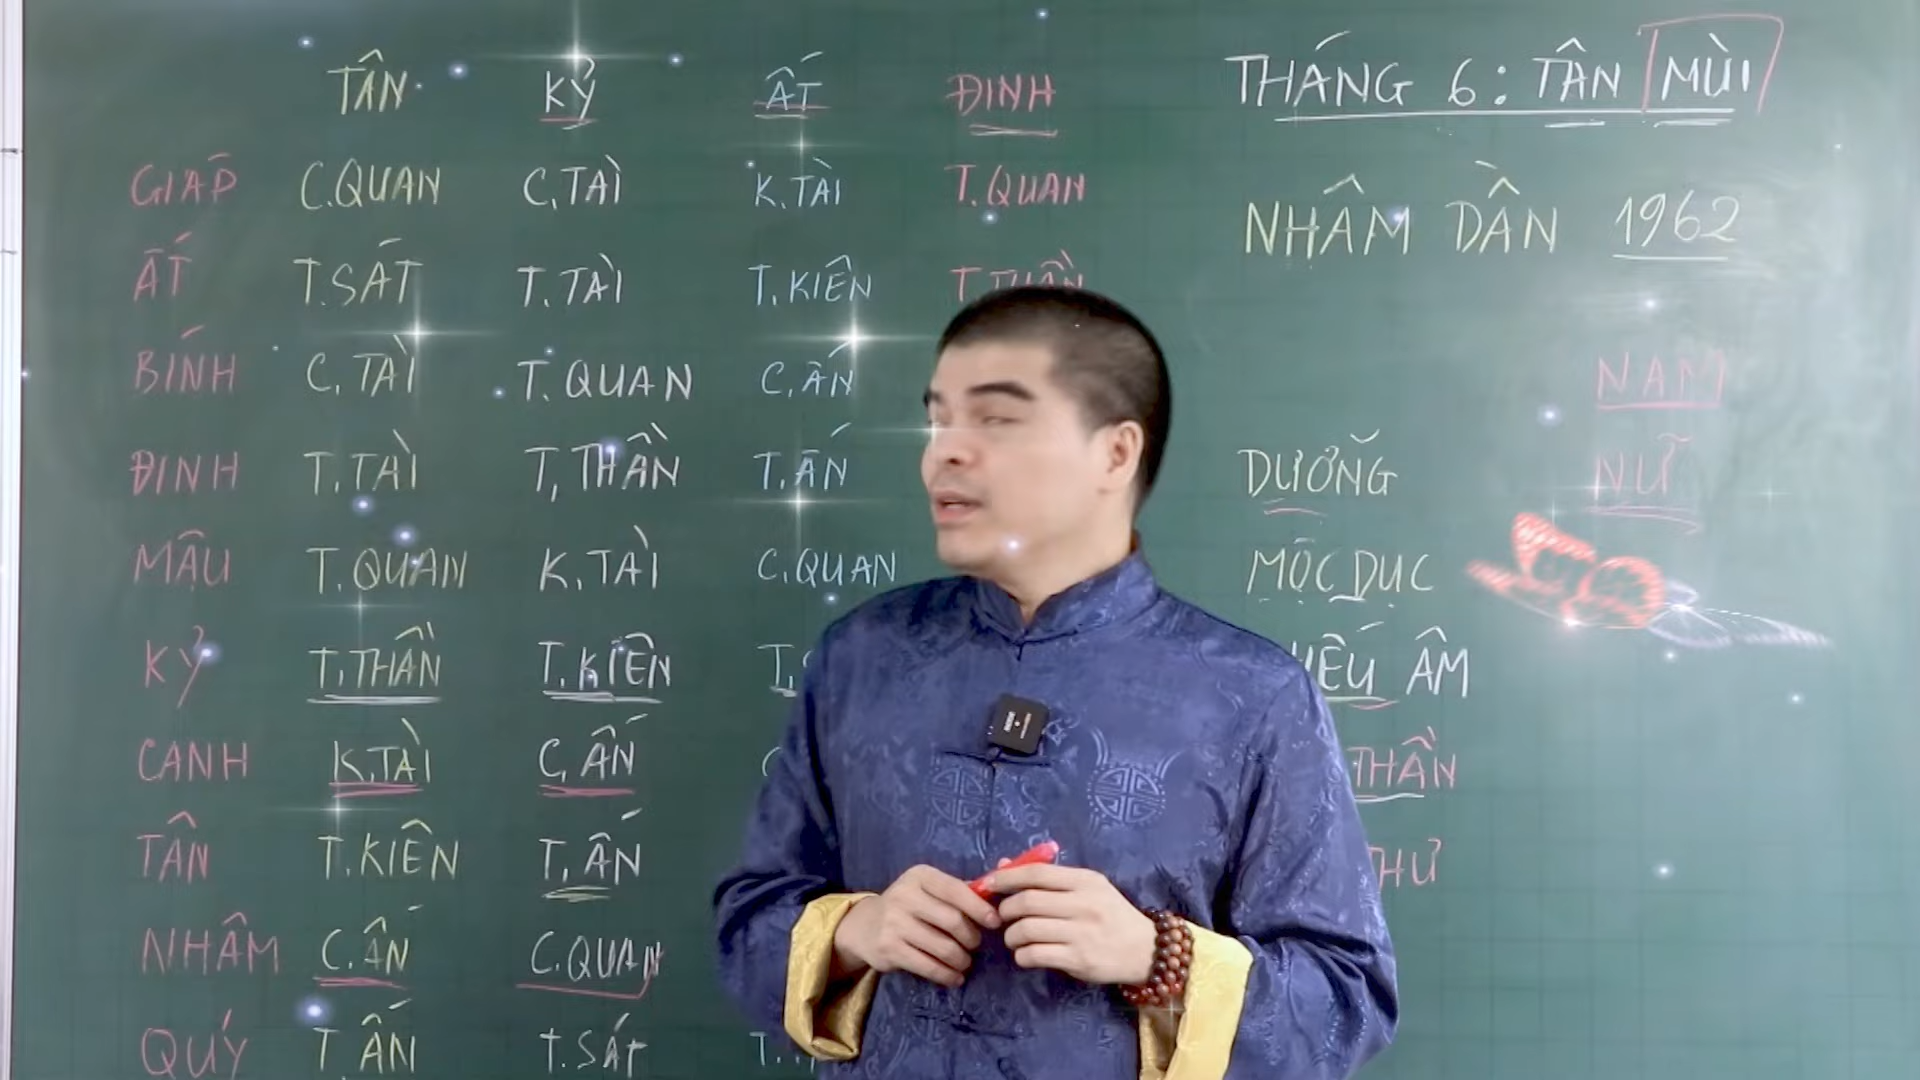 TÂN KỶ ẤT ĐINH
GIÁP C.QUAN C.TÀI K.TÀI T.QUAN
ẤT T.SÁT T.TÀI T.KIÊN T.THẦN
BÍNH C.TÀI T.QUAN C.ẤN
ĐINH T.TÀI T.THẦN T.ẤN
MẬU T.QUAN K.TÀI C.QUAN
KỶ T.THẦN T.KIÊN
CANH K.TÀI C.ẤN
TÂN T.KIÊN T.ẤN
NHÂM C.ẤN C.QUAN
QUÝ T ẤN T.SÁT
THÁNG 6: TÂN MÙI
NHÂM DẦN 1962
NAM
DƯỠNG NỮ
MỘC DỤC
ÂM
THẦN